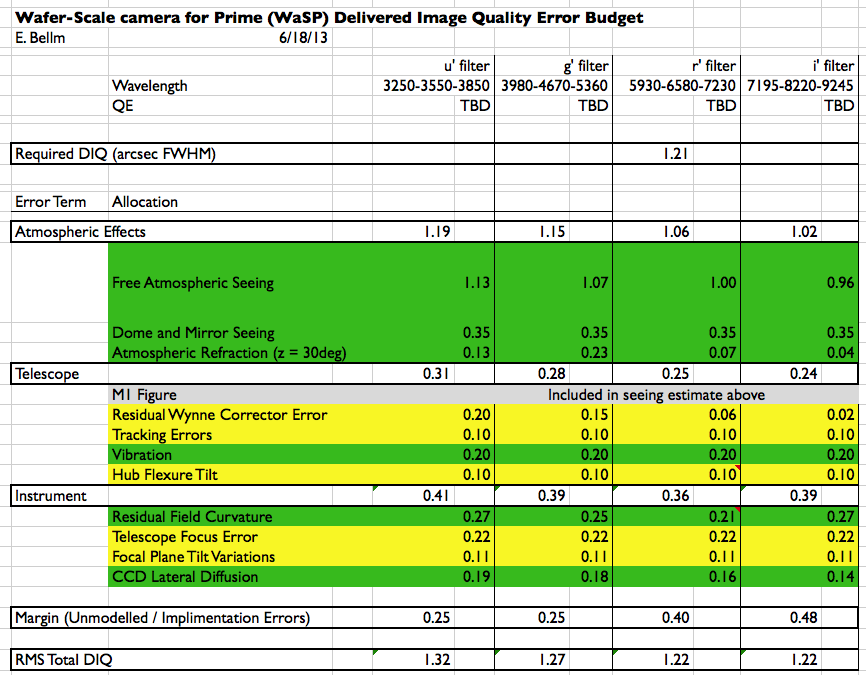 Wafer-Scale camera for Prime (WaSP) Delivered Image Quality Error Budget
E. Bellm 6/18/13
u' filter g' filter r' filter i' filter
Wavelength 3250-3550-3850 3980-4670-5360 5930-6580-7230 7195-8220-9245
QE TBD TBD TBD TBD
Required DIQ (arcsec FWHM) 1.21
Error Term Allocation
Atmospheric Effects 1.19 1.15 1.06 1.02
Free Atmospheric Seeing 1.13 1.07 1.00 0.96
Dome and Mirror Seeing 0.35 0.35 0.35 0.35
Atmospheric Refraction (z = 30deg) 0.13 0.23 0.07 0.04
Telescope 0.31 0.28 0.25 0.24
M1 Figure Included in seeing estimate above
Residual Wynne Corrector Error 0.20 0.15 0.06 0.02
Tracking Errors 0.10 0.10 0.10 0.10
Vibration 0.20 0.20 0.20 0.20
Hub Flexure Tilt 0.10 0.10 0.10 0.10
Instrument 0.41 0.39 0.36 0.39
Residual Field Curvature 0.27 0.25 0.21 0.27
Telescope Focus Error 0.22 0.22 0.22 0.22
Focal Plane Tilt Variations 0.11 0.11 0.11 0.11
CCD Lateral Diffusion 0.19 0.18 0.16 0.14
Margin (Unmodelled / Implimentation Errors) 0.25 0.25 0.40 0.48
RMS Total DIQ 1.32 1.27 1.22 1.22